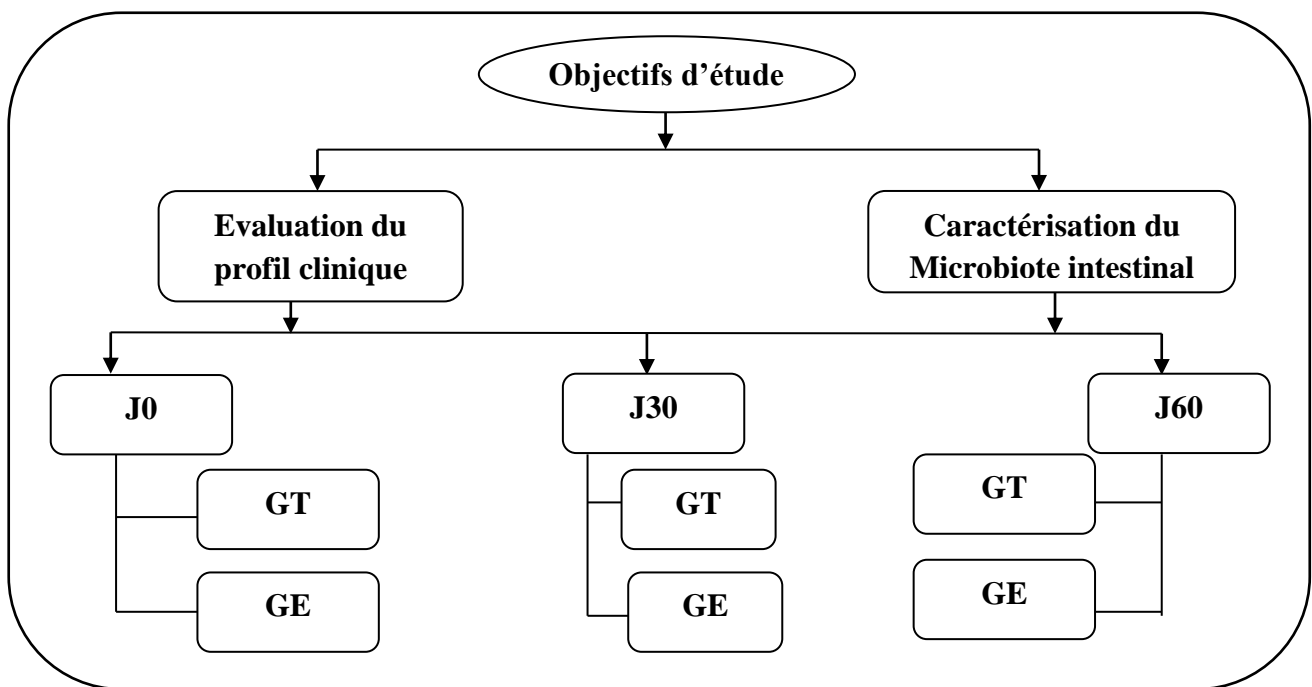 Objectifs d’étude
Evaluation du
profil clinique
Caractérisation du
Microbiote intestinal
J0
J30
J60
GT
GT
GT
GE
GE
GE